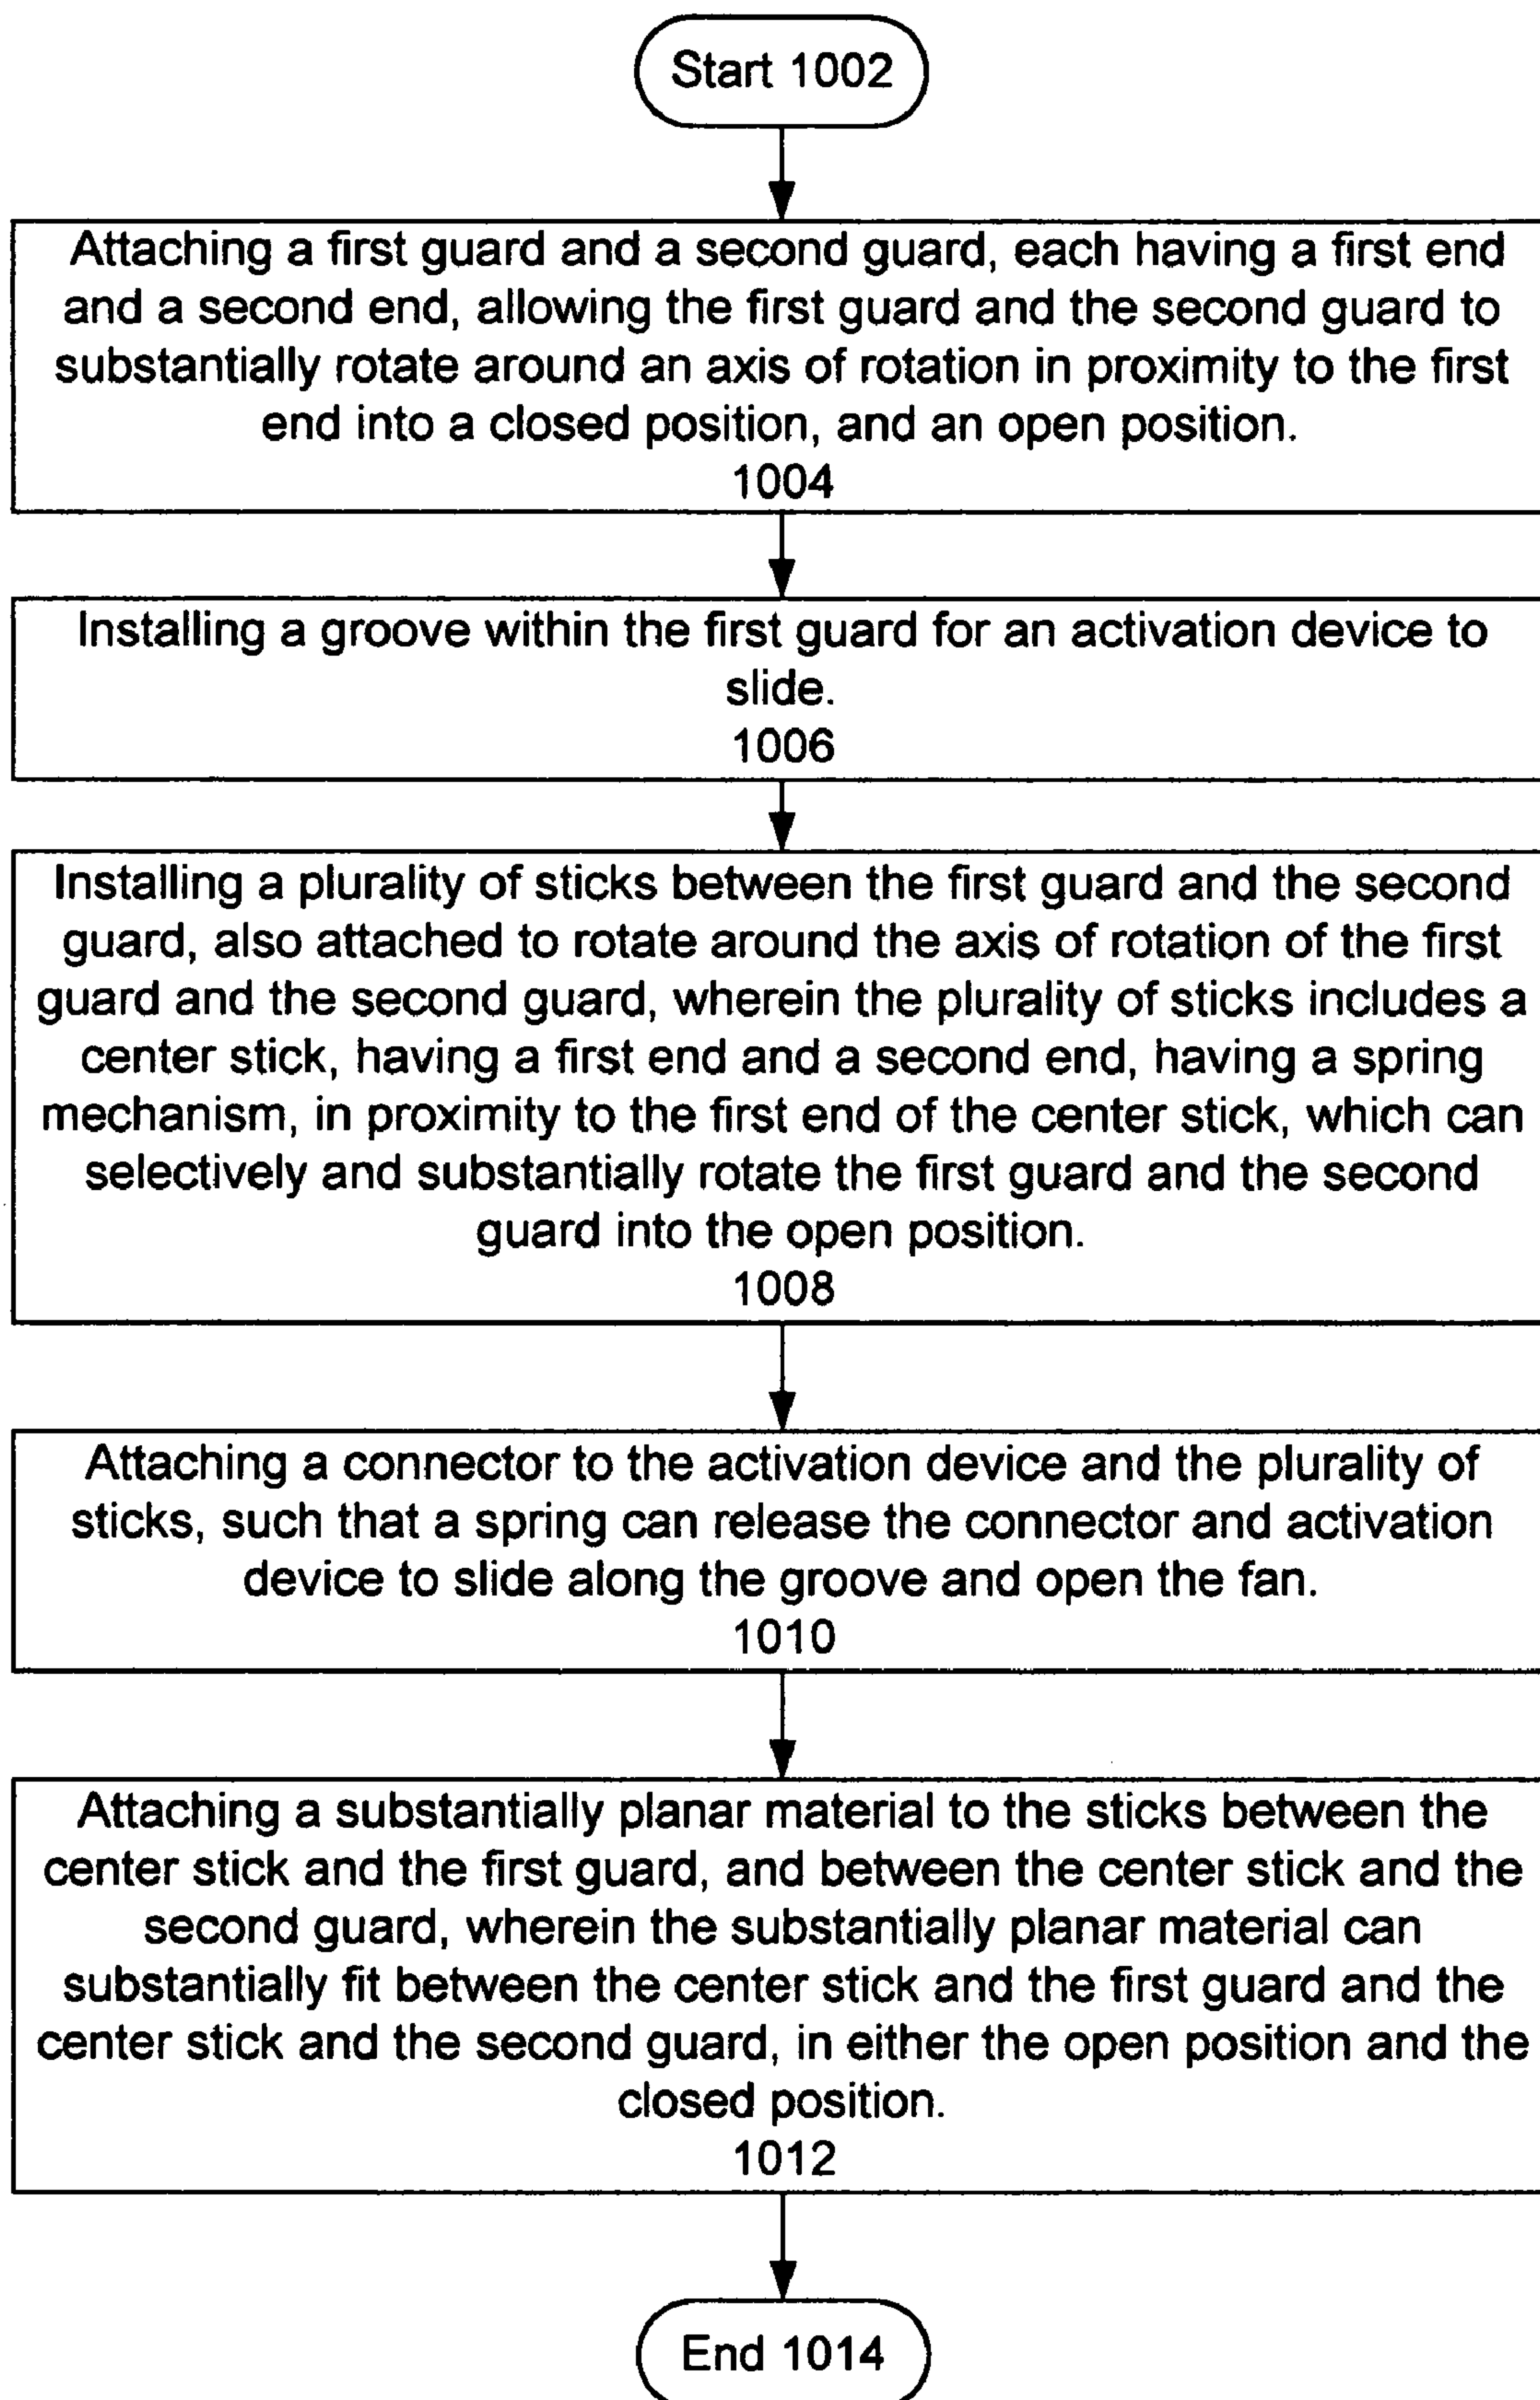 Start 1002
Attaching a first guard and a second guard, each having a first end
and a second end, allowing the first guard and the second guard to
substantially rotate around an axis of rotation in proximity to the first
end into a closed position, and an open position.
1004
Installing a groove within the first guard for an activation device to
slide.
1006
Installing a plurality of sticks between the first guard and the second
guard, also attached to rotate around the axis of rotation of the first
guard and the second guard, wherein the plurality of sticks includes a
center stick, having a first end and a second end, having a spring
mechanism, in proximity to the first end of the center stick, which can
selectively and substantially rotate the first guard and the second
guard into the open position.
1008
Attaching a connector to the activation device and the plurality of
sticks, such that a spring can release the connector and activation
device to slide along the groove and open the fan.
1010
Attaching a substantially planar material to the sticks between the
center stick and the first guard, and between the center stick and the
second guard, wherein the substantially planar material can
substantially fit between the center stick and the first guard and the
center stick and the second guard, in either the open position and the
closed position.
1012
End 1014